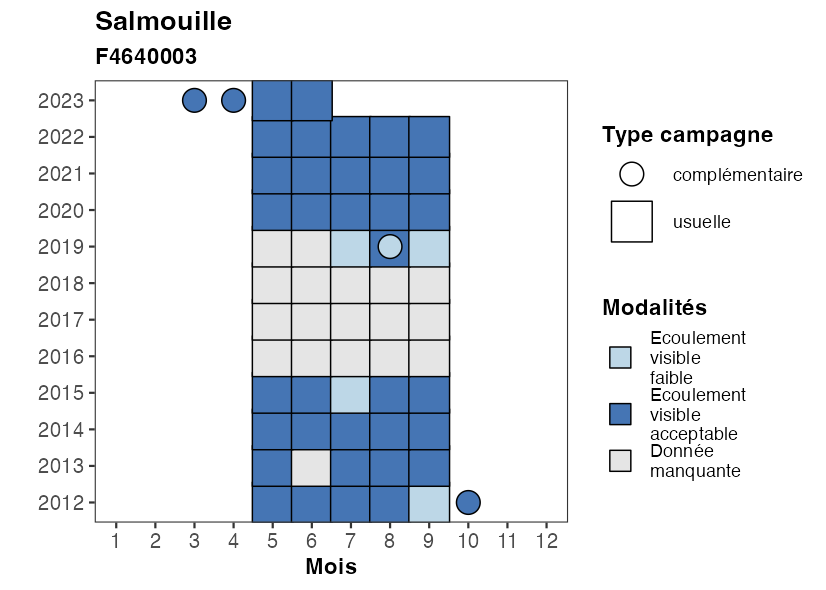 Salmouille
F4640003
2023
2022
2021
2020
2019
2018
2017
2016
2015
2014
2013
2012
1 2 3 4 5 6 7 8 9 10 11 12
Mois
Type campagne
complémentaire
usuelle
Modalités
Ecoulement
visible
faible
Ecoulement
visible
acceptable
Donnée
manquante